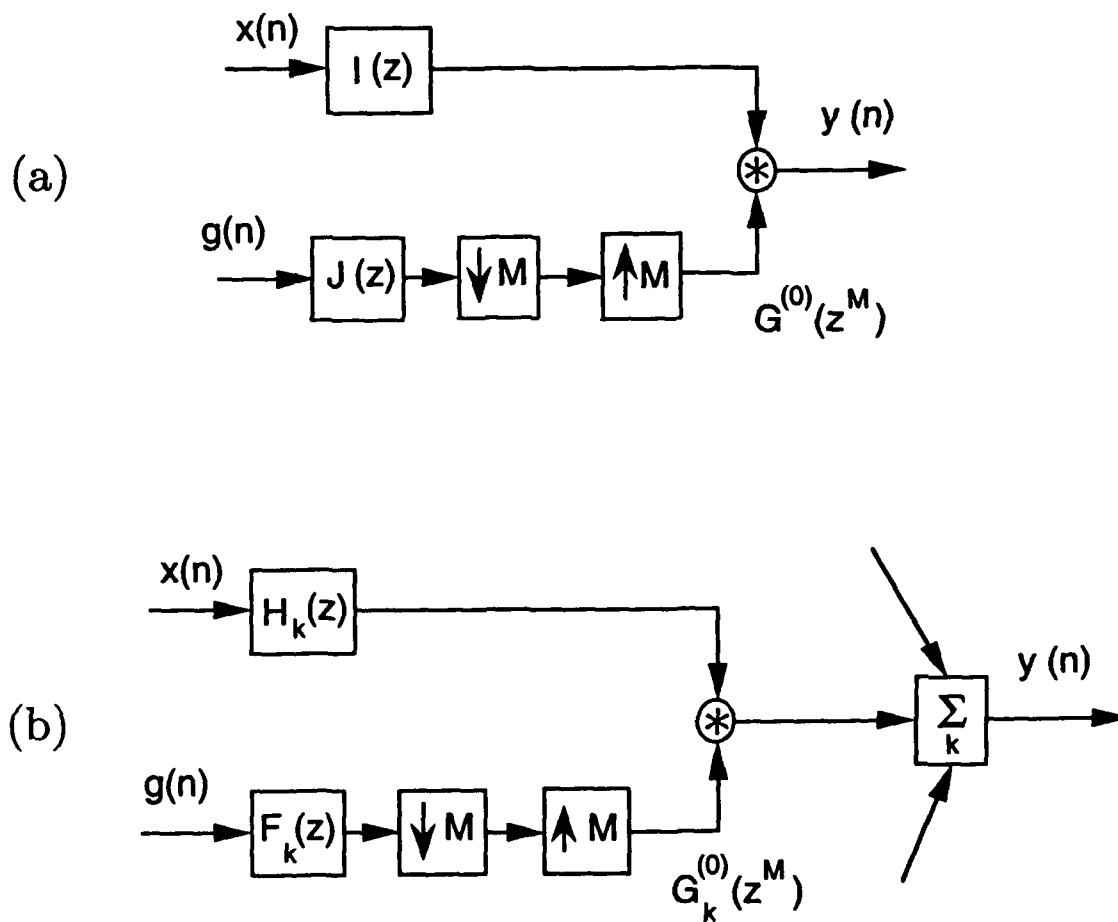 x(n)
I(z)
y(n)
(a)
g(n)
J(z)
↓M
↑M
G^{(0)}(z^M)
x(n)
H_k(z)
y(n)
(b)
Σ
k
g(n)
F_k(z)
↓M
↑M
G_k^{(0)}(z^M)